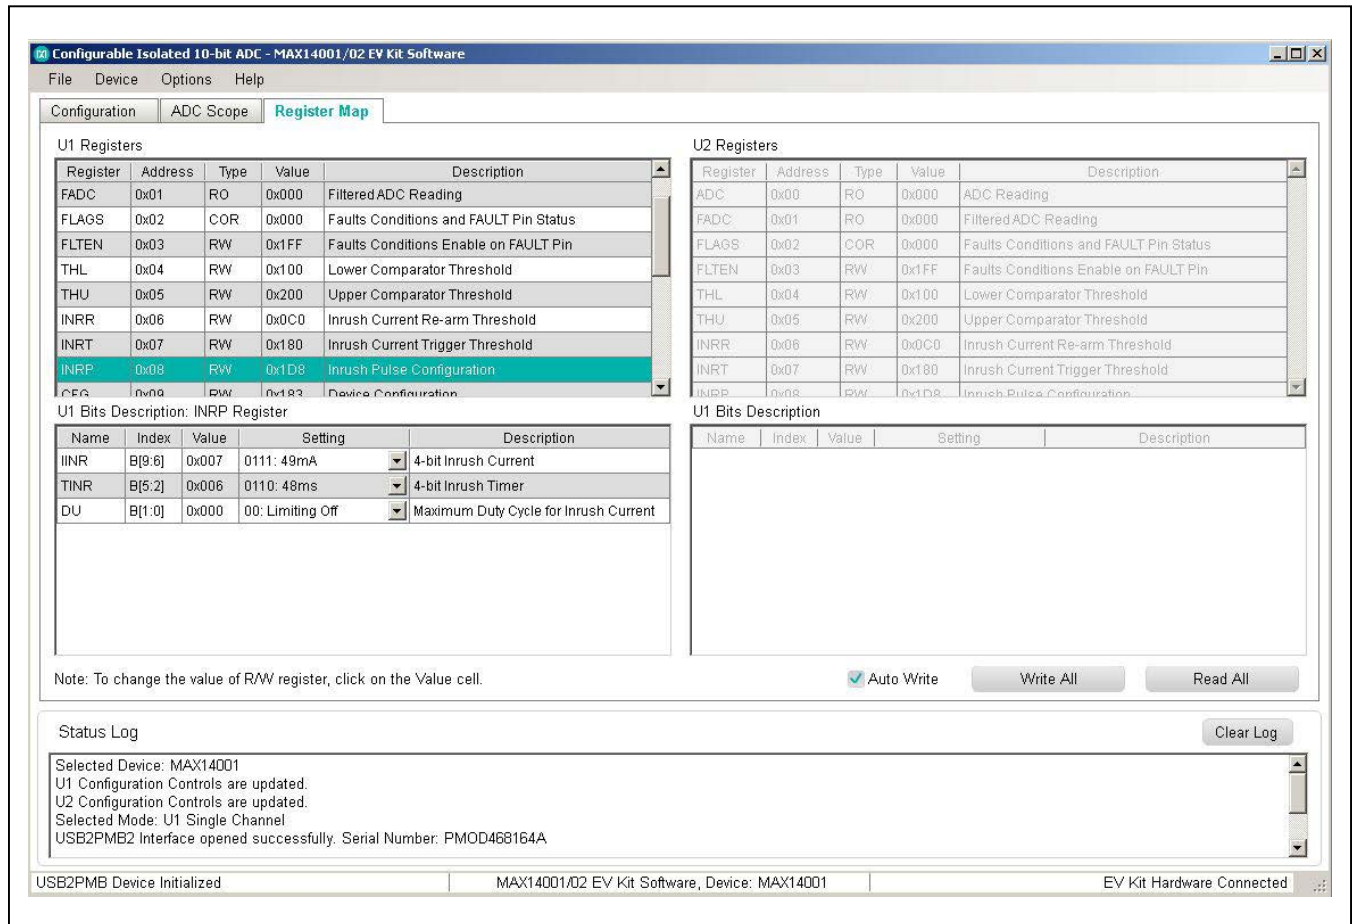 Configurable Isolated 10-bit ADC - MAX14001/02 EV Kit Software
File Device Options Help
Configuration ADC Scope Register Map
U1 Registers
Register Address Type Value Description
FADC 0x01 RO 0x000 Filtered ADC Reading
FLAGS 0x02 COR 0x000 Faults Conditions and FAULT Pin Status
FLTEN 0x03 RW 0x1FF Faults Conditions Enable on FAULT Pin
THL 0x04 RW 0x100 Lower Comparator Threshold
THU 0x05 RW 0x200 Upper Comparator Threshold
INRR 0x06 RW 0x0C0 Inrush Current Re-arm Threshold
INRT 0x07 RW 0x180 Inrush Current Trigger Threshold
INRP 0x08 RW 0x1D8 Inrush Pulse Configuration
CFG 0x09 RW 0x183 Device Configuration
U2 Registers
Register Address Type Value Description
ADC 0x00 RO 0x000 ADC Reading
FADC 0x01 RO 0x000 Filtered ADC Reading
FLAGS 0x02 COR 0x000 Faults Conditions and FAULT Pin Status
FLTEN 0x03 RW 0x1FF Faults Conditions Enable on FAULT Pin
THL 0x04 RW 0x100 Lower Comparator Threshold
THU 0x05 RW 0x200 Upper Comparator Threshold
INRR 0x06 RW 0x0C0 Inrush Current Re-arm Threshold
INRT 0x07 RW 0x180 Inrush Current Trigger Threshold
INRP 0x08 RW 0x1D8 Inrush Pulse Configuration
U1 Bits Description: INRP Register
Name Index Value Setting Description
IINR B[9:6] 0x007 0111: 49mA 4-bit Inrush Current
TINR B[5:2] 0x006 0110: 48ms 4-bit Inrush Timer
DU B[1:0] 0x000 00: Limiting Off Maximum Duty Cycle for Inrush Current
U1 Bits Description
Name Index Value Setting Description
Note: To change the value of R/W register, click on the Value cell.
Auto Write Write All Read All
Status Log
Clear Log
Selected Device: MAX14001
U1 Configuration Controls are updated.
U2 Configuration Controls are updated.
Selected Mode: U1 Single Channel
USB2PMB2 Interface opened successfully. Serial Number: PMOD468164A
USB2PMB Device Initialized MAX14001/02 EV Kit Software, Device: MAX14001 EV Kit Hardware Connected